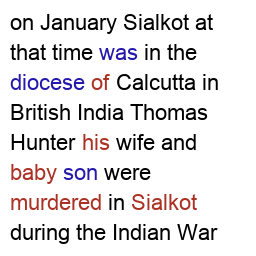 on January Sialkot at
that time was in the
diocese of Calcutta in
British India Thomas
Hunter his wife and
baby son were
murdered in Sialkot
during the Indian War